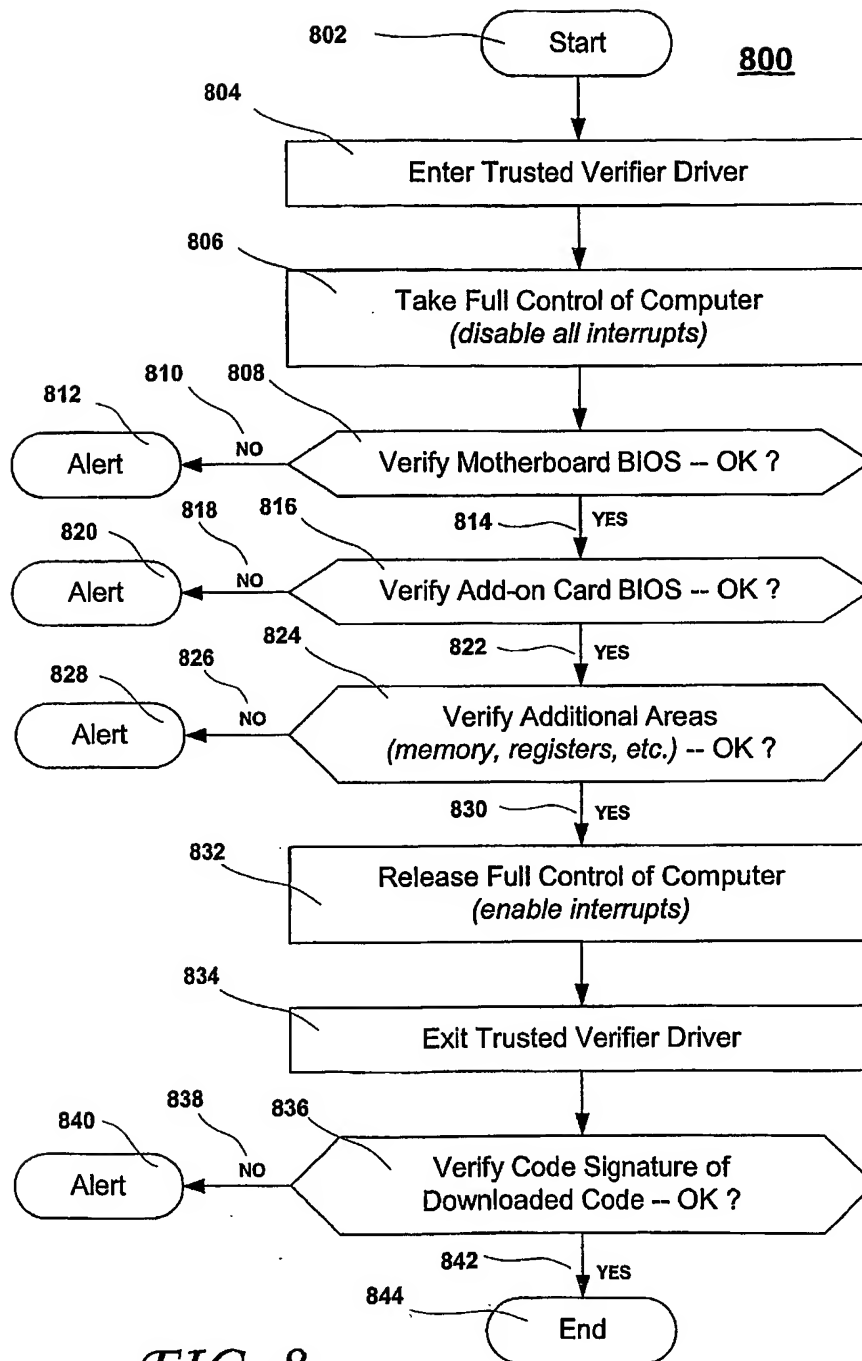 802
Start
800
804
Enter Trusted Verifier Driver
806
Take Full Control of Computer
(disable all interrupts)
812
810
808
Alert
NO
Verify Motherboard BIOS -- OK ?
814
YES
820
818
816
Alert
NO
Verify Add-on Card BIOS -- OK ?
822
YES
828
826
824
Alert
NO
Verify Additional Areas
(memory, registers, etc.) -- OK ?
830
YES
832
Release Full Control of Computer
(enable interrupts)
834
Exit Trusted Verifier Driver
840
838
836
Alert
NO
Verify Code Signature of
Downloaded Code -- OK ?
842
YES
844
End
FIG. 8